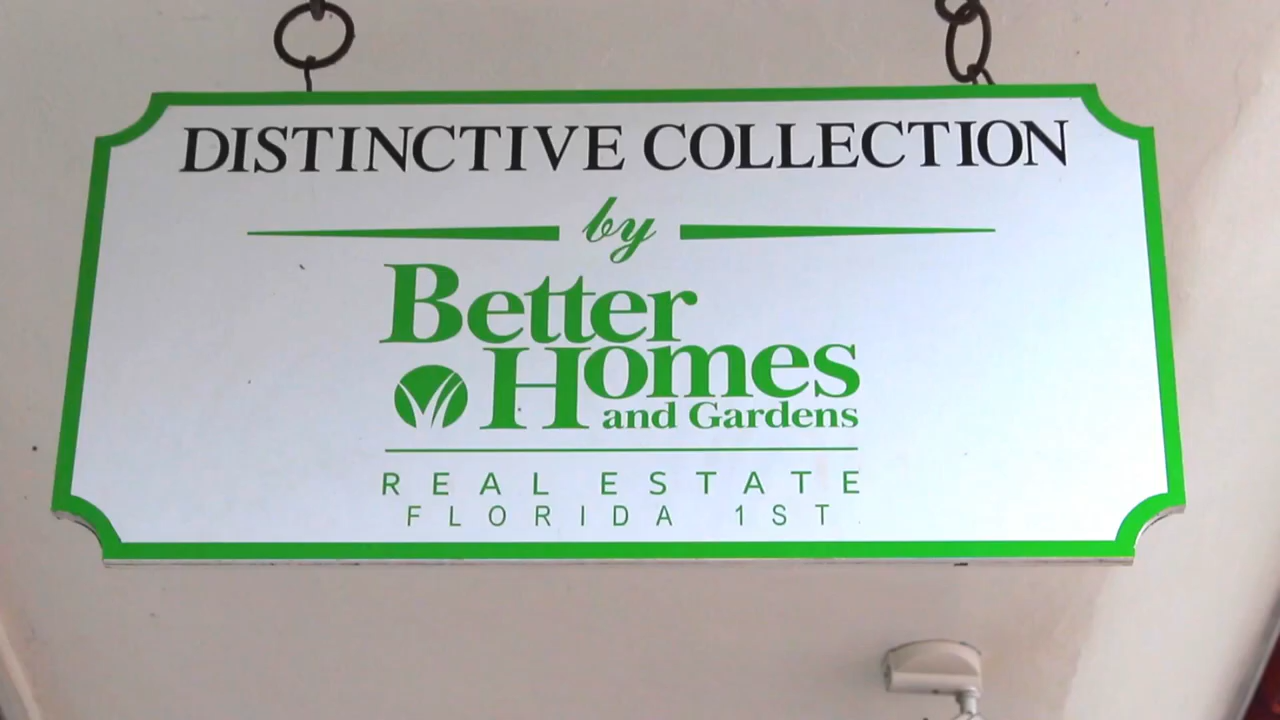 DISTINCTIVE COLLECTION
by
Better
Homes
and Gardens
REAL ESTATE
FLORIDA 1ST